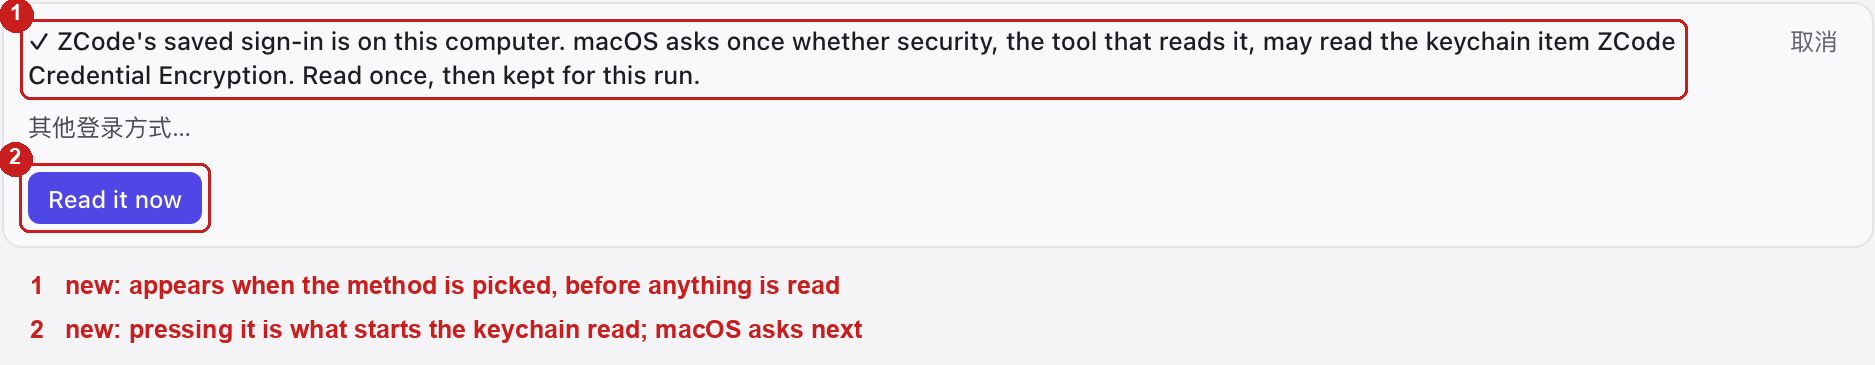 1
✓ ZCode's saved sign-in is on this computer. macOS asks once whether security, the tool that reads it, may read the keychain item ZCode
Credential Encryption. Read once, then kept for this run.
取消
其他登录方式...
2
Read it now
1 new: appears when the method is picked, before anything is read
2 new: pressing it is what starts the keychain read; macOS asks next